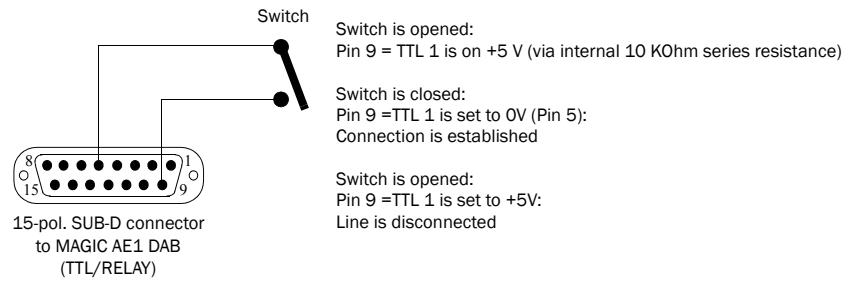 Switch
Switch is opened:
Pin 9 = TTL 1 is on +5 V (via internal 10 KOhm series resistance)
Switch is closed:
Pin 9 =TTL 1 is set to 0V (Pin 5):
Connection is established
Switch is opened:
Pin 9 =TTL 1 is set to +5V:
Line is disconnected
8
1
15
9
15-pol. SUB-D connector
to MAGIC AE1 DAB
(TTL/RELAY)